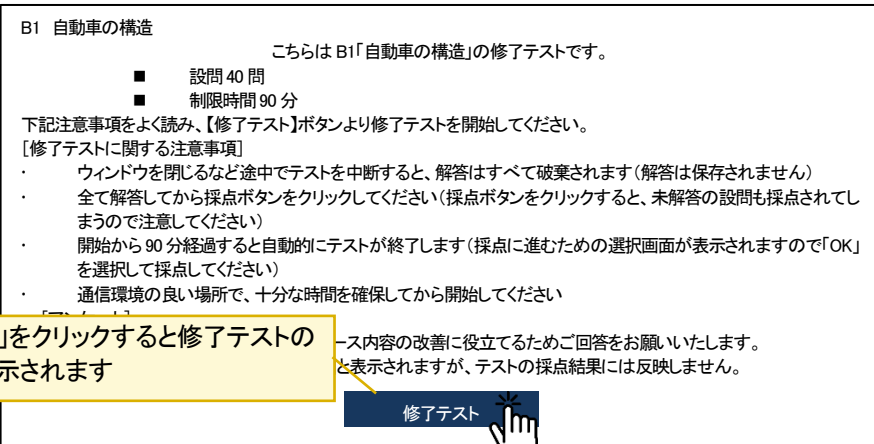 B1 自動車の構造
こちらは B1「自動車の構造」の修了テストです。
■ 設問 40 問
■ 制限時間 90 分
下記注意事項をよく読み、【修了テスト】ボタンより修了テストを開始してください。
[修了テストに関する注意事項]
・ ウィンドウを閉じるなど途中でテストを中断すると、解答はすべて破棄されます(解答は保存されません)
・ 全て解答してから採点ボタンをクリックしてください(採点ボタンをクリックすると、未解答の設問も採点されてし
まうので注意してください)
・ 開始から 90 分経過すると自動的にテストが終了します(採点に進むための選択画面が表示されますので「OK」
を選択して採点してください)
・ 通信環境の良い場所で、十分な時間を確保してから開始してください
」をクリックすると修了テストの
示されます
ース内容の改善に役立てるためご回答をお願いいたします。
と表示されますが、テストの採点結果には反映しません。
修了テスト